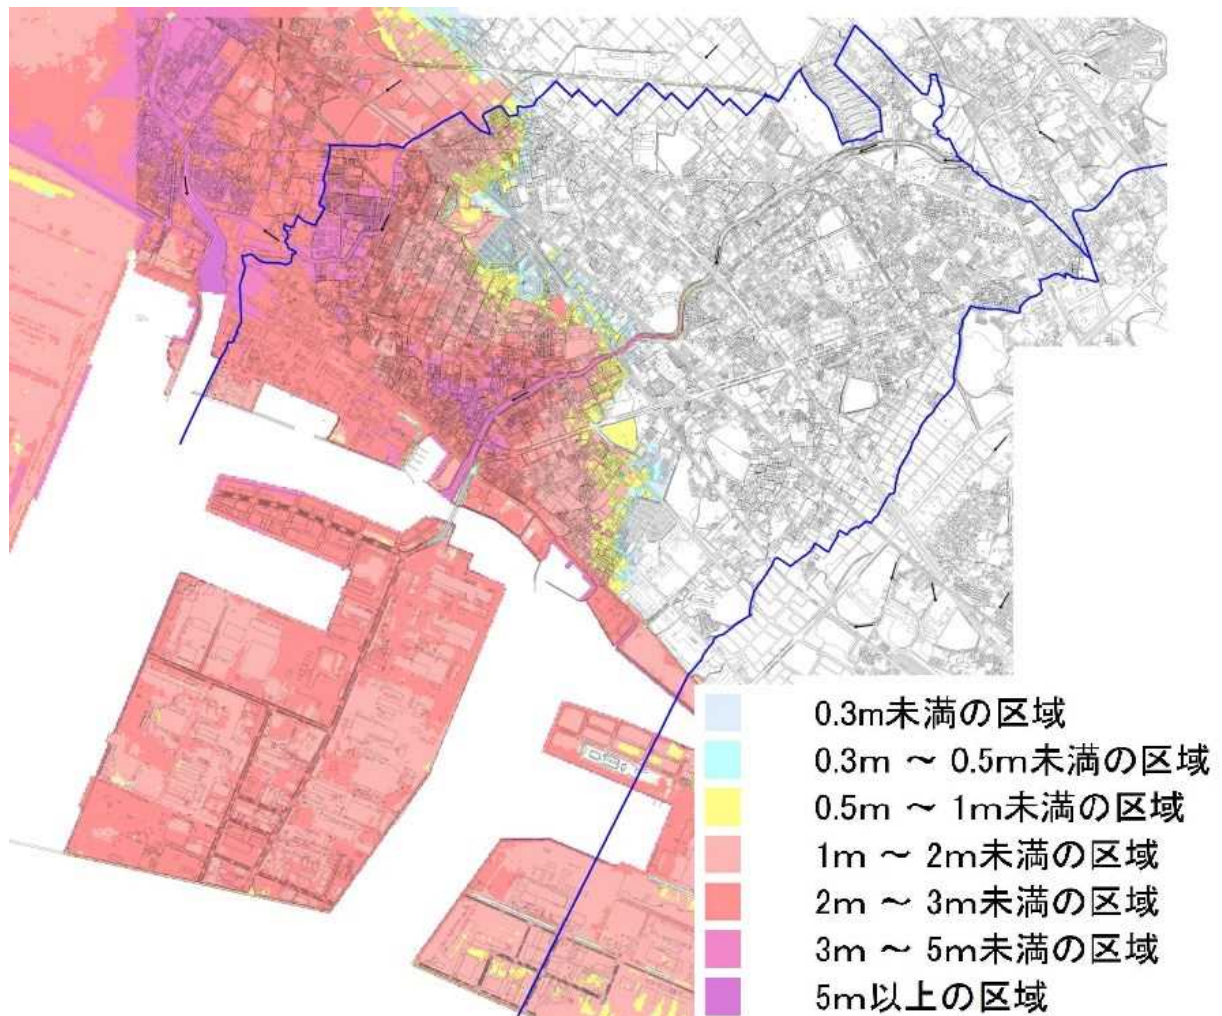 0.3m未満の区域
0.3m ～ 0.5m未満の区域
0.5m ～ 1m未満の区域
1m ～ 2m未満の区域
2m ～ 3m未満の区域
3m ～ 5m未満の区域
5m以上の区域